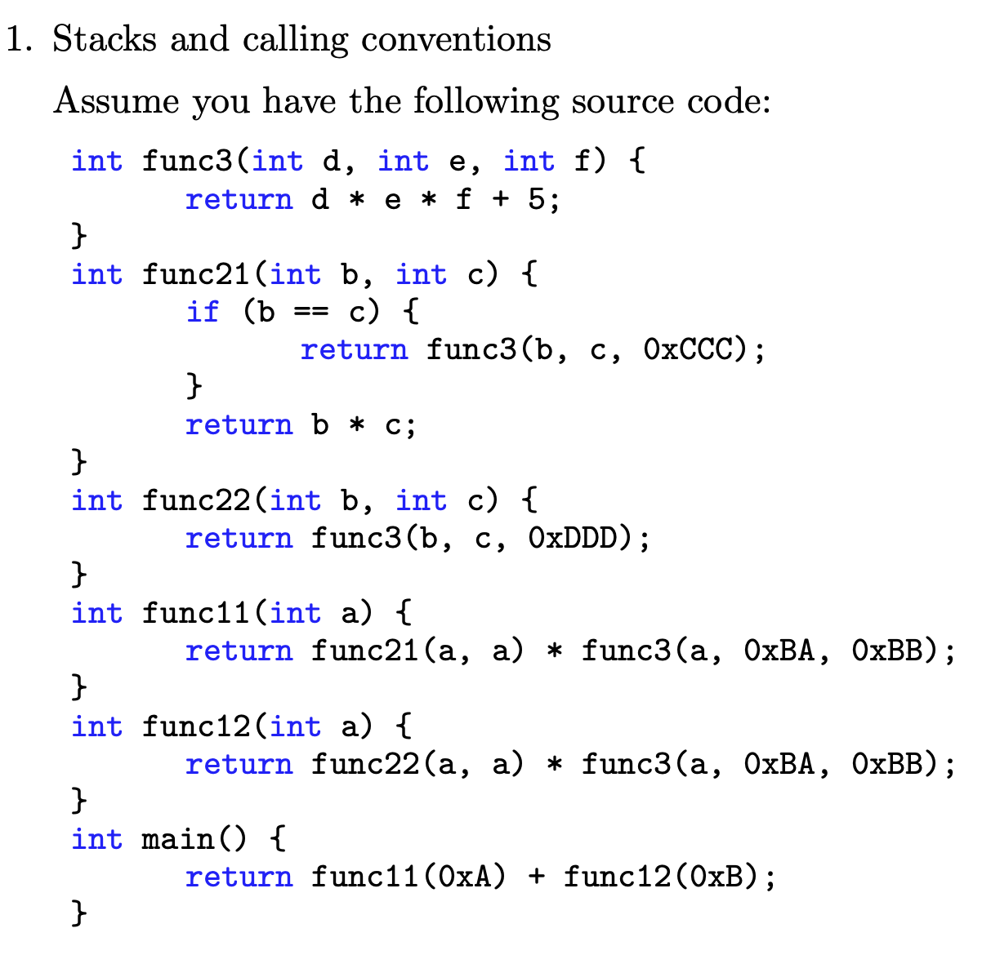 1. Stacks and calling conventions
Assume you have the following source code:
int func3(int d, int e, int f) {
return d * e * f + 5;
}
int func21(int b, int c) {
if (b == c) {
return func3(b, c, 0xCCC);
}
return b * c;
}
int func22(int b, int c) {
return func3(b, c, 0xDDD);
}
int func11(int a) {
return func21(a, a) * func3(a, 0xBA, 0xBB);
}
int func12(int a) {
return func22(a, a) * func3(a, 0xBA, 0xBB);
}
int main() {
return func11(0xA) + func12(0xB);
}